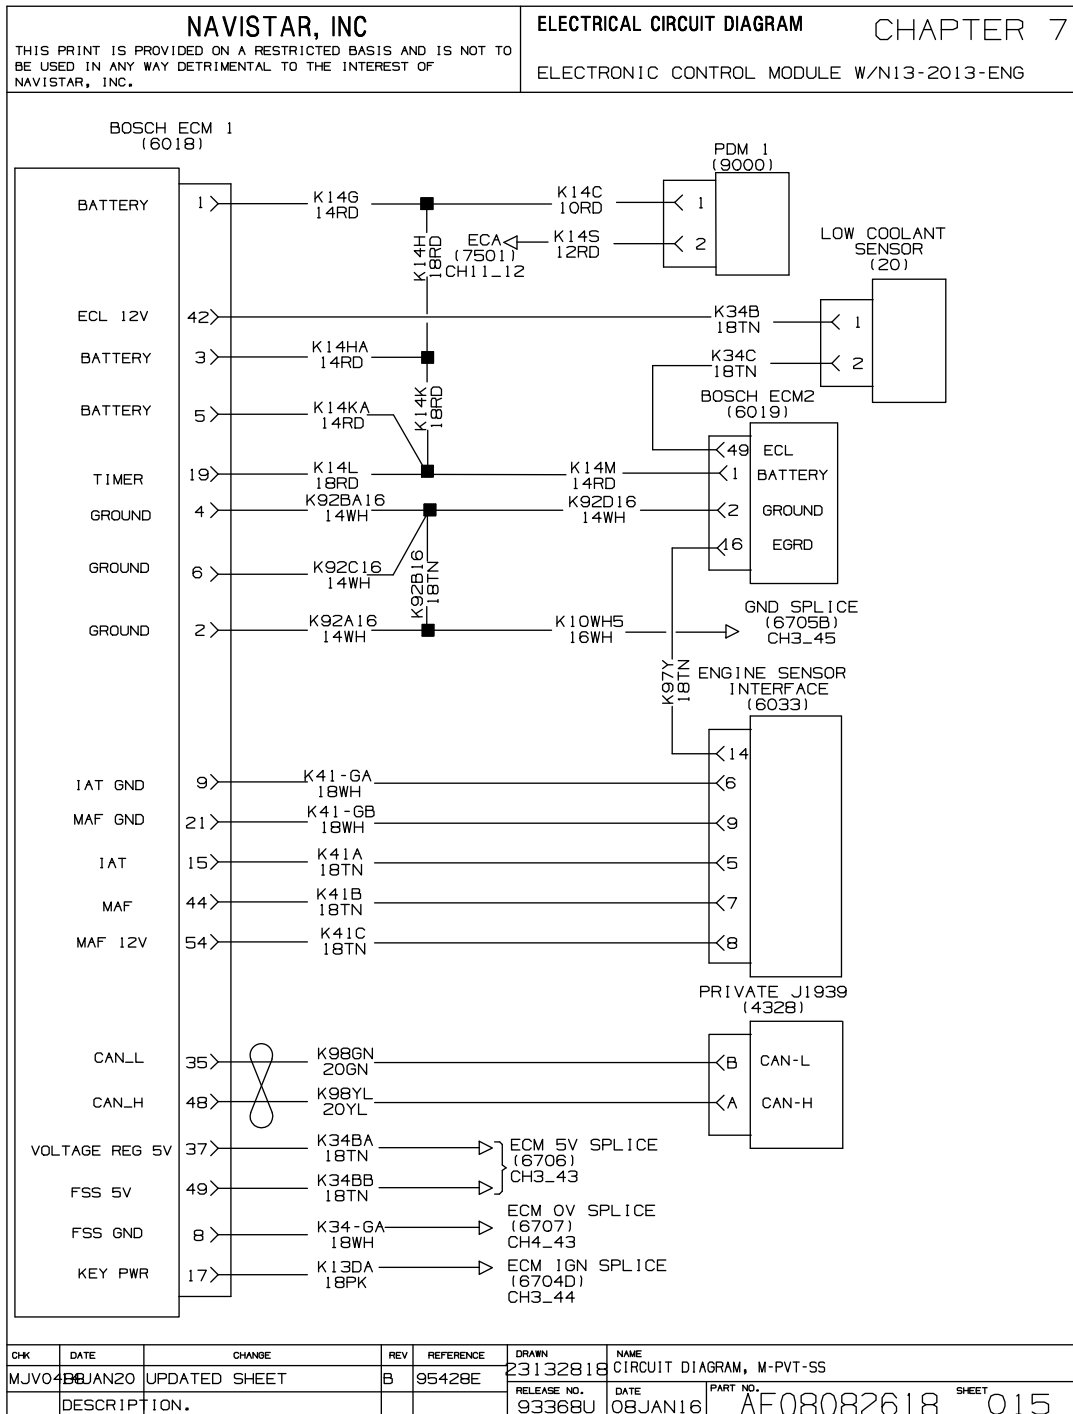 NAVISTAR, INC
THIS PRINT IS PROVIDED ON A RESTRICTED BASIS AND IS NOT TO
BE USED IN ANY WAY DETRIMENTAL TO THE INTEREST OF
NAVISTAR, INC.
ELECTRICAL CIRCUIT DIAGRAM
CHAPTER 7
ELECTRONIC CONTROL MODULE W/N13-2013-ENG
BOSCH ECM 1
(6018)
BATTERY 1
K14G
14RD
K14C
10RD
PDM 1
(9000)
1
2
K14H
18RD
ECA
(7501)
CH11_12
K14S
12RD
LOW COOLANT
SENSOR
(20)
1
2
ECL 12V 42
K34B
18TN
BATTERY 3
K14HA
14RD
K34C
18TN
BATTERY 5
K14KA
14RD
K14K
18RD
BOSCH ECM2
(6019)
49 ECL
1 BATTERY
2 GROUND
16 EGRD
TIMER 19
K14L
18RD
K14M
14RD
GROUND 4
K92BA16
14WH
K92D16
14WH
GROUND 6
K92C16
14WH
K92B16
18TN
GROUND 2
K92A16
14WH
K10WH5
16WH
GND SPLICE
(6705B)
CH3_45
K97Y
18TN
ENGINE SENSOR
INTERFACE
(6033)
14
IAT GND 9
K41-GA
18WH
6
MAF GND 21
K41-GB
18WH
9
IAT 15
K41A
18TN
5
MAF 44
K41B
18TN
7
MAF 12V 54
K41C
18TN
8
PRIVATE J1939
(4328)
CAN_L 35
K98GN
20GN
B CAN-L
CAN_H 48
K98YL
20YL
A CAN-H
VOLTAGE REG 5V 37
K34BA
18TN
ECM 5V SPLICE
(6706)
CH3_43
FSS 5V 49
K34BB
18TN
FSS GND 8
K34-GA
18WH
ECM 0V SPLICE
(6707)
CH4_43
KEY PWR 17
K13DA
18PK
ECM IGN SPLICE
(6704D)
CH3_44
CHK DATE CHANGE REV REFERENCE
UPDATED SHEET B 95428E
DESCRIPTION.
DRAWN
23132818
NAME
CIRCUIT DIAGRAM, M-PVT-SS
RELEASE NO.
93368U
DATE
08JAN16
PART NO.
AF08082618
SHEET
015